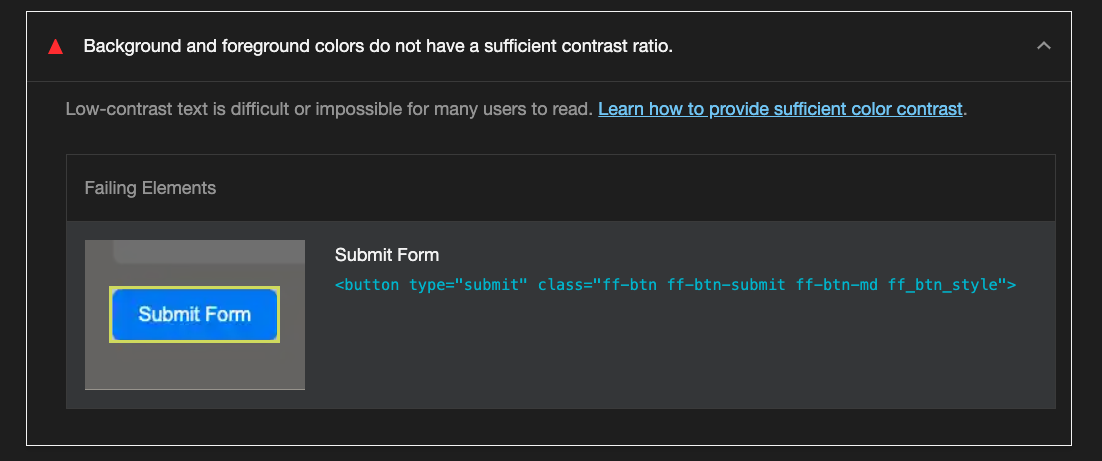 Background and foreground colors do not have a sufficient contrast ratio.
Low-contrast text is difficult or impossible for many users to read. Learn how to provide sufficient color contrast.
Failing Elements
Submit Form
Submit Form
<button type="submit" class="ff-btn ff-btn-submit ff-btn-md ff_btn_style">